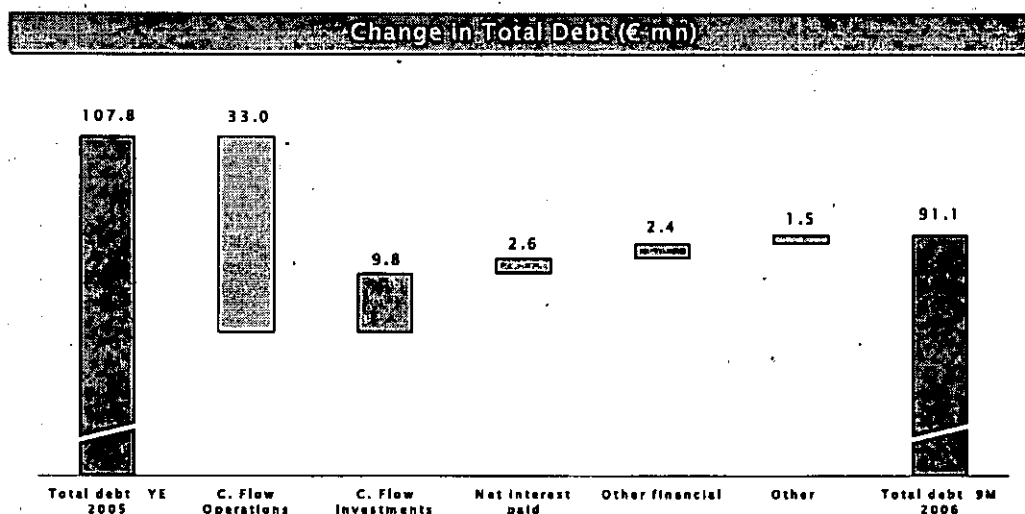 Change in Total Debt (€ mn)
107.8
33.0
9.8
2.6
2.4
1.5
91.1
Total debt YE 2005
C. Flow Operations
C. Flow Investments
Net interest paid
Other financial
Other
Total debt 9M 2006